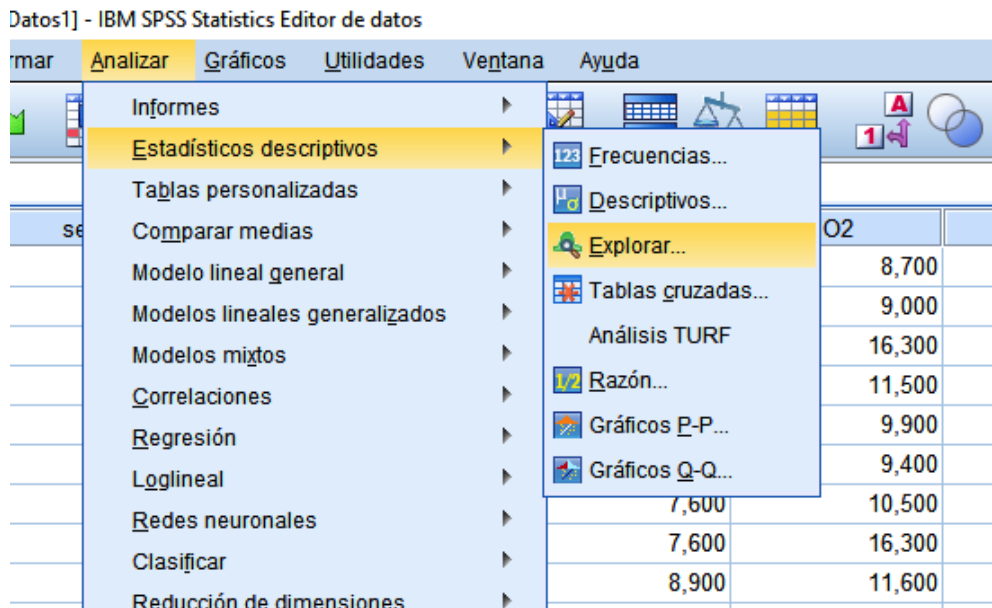 Datos1] - IBM SPSS Statistics Editor de datos
rmar Analizar Gráficos Utilidades Ventana Ayuda
Informes
Estadísticos descriptivos
Tablas personalizadas
Comparar medias
Modelo lineal general
Modelos lineales generalizados
Modelos mixtos
Correlaciones
Regresión
Loglineal
Redes neuronales
Clasificar
Reducción de dimensiones
123 Frecuencias...
μσ Descriptivos...
Explorar...
Tablas cruzadas...
Análisis TURF
1/2 Razón...
Gráficos P-P...
Gráficos Q-Q...
A
1
se
O2
8,700
9,000
16,300
11,500
9,900
9,400
7,600 10,500
7,600 16,300
8,900 11,600